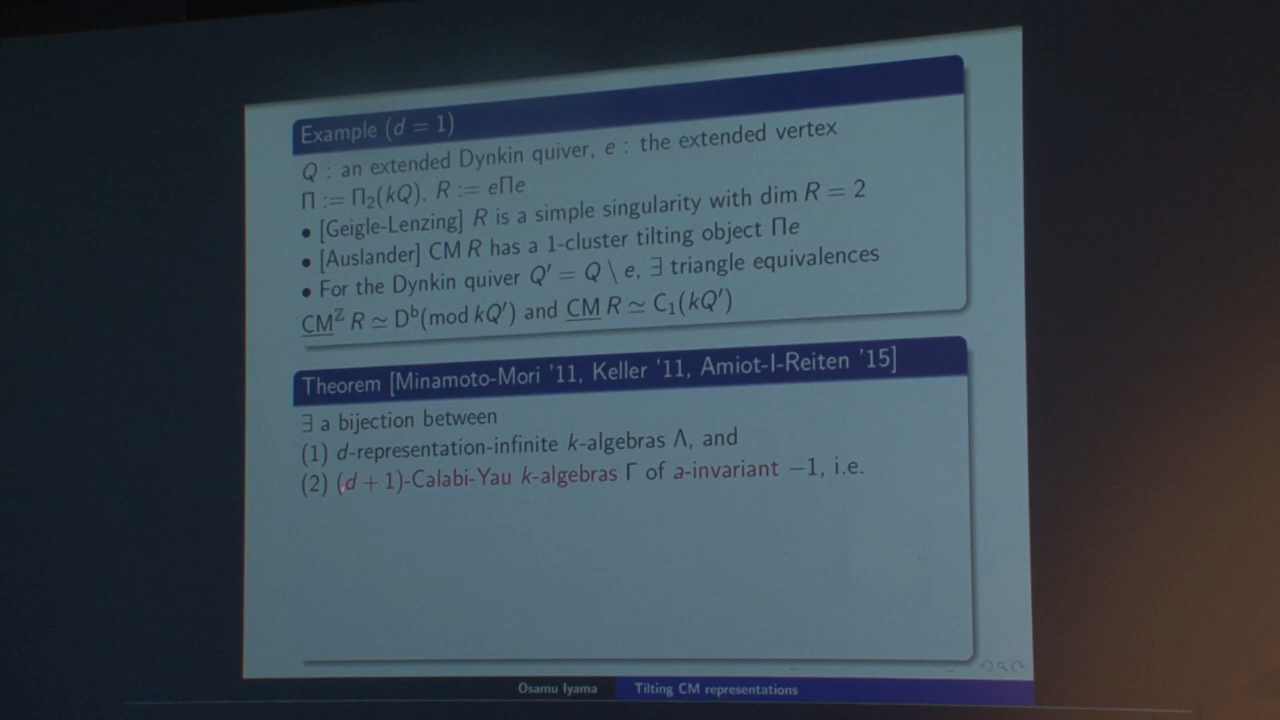 Example (d = 1)
Q : an extended Dynkin quiver, e : the extended vertex
Π := Π₂(kQ), R := eΠe
• [Geigle-Lenzing] R is a simple singularity with dim R = 2
• [Auslander] CM R has a 1-cluster tilting object Πe
• For the Dynkin quiver Q′ = Q \ e, ∃ triangle equivalences
CMᶻ R ≃ Dᵇ(mod kQ′) and CM R ≃ C₁(kQ′)
Theorem [Minamoto-Mori '11, Keller '11, Amiot-I-Reiten '15]
∃ a bijection between
(1) d-representation-infinite k-algebras Λ, and
(2) (d + 1)-Calabi-Yau k-algebras Γ of a-invariant −1, i.e.
Osamu Iyama
Tilting CM representations